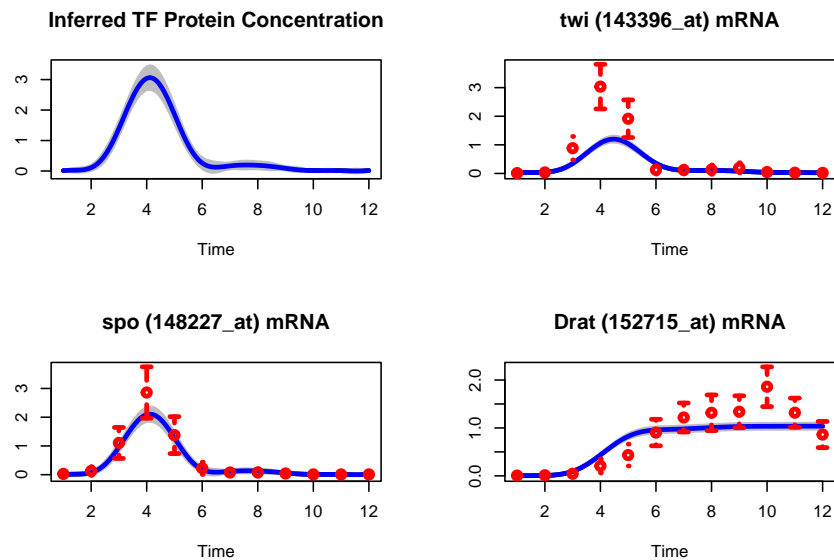 Inferred TF Protein Concentration
0 1 2 3
2 4 6 8 10 12
Time
twi (143396_at) mRNA
0 1 2 3
2 4 6 8 10 12
Time
spo (148227_at) mRNA
0 1 2 3
2 4 6 8 10 12
Time
Drat (152715_at) mRNA
0.0 1.0 2.0
2 4 6 8 10 12
Time